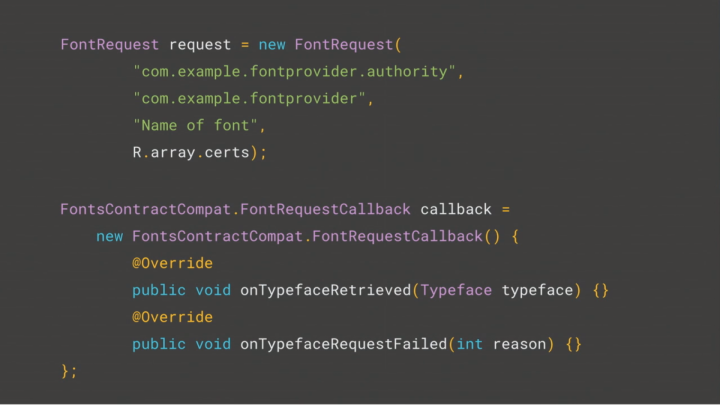 FontRequest request = new FontRequest(
"com.example.fontprovider.authority",
"com.example.fontprovider",
"Name of font",
R.array.certs);
FontsContractCompat.FontRequestCallback callback =
new FontsContractCompat.FontRequestCallback() {
@Override
public void onTypefaceRetrieved(Typeface typeface) {}
@Override
public void onTypefaceRequestFailed(int reason) {}
};